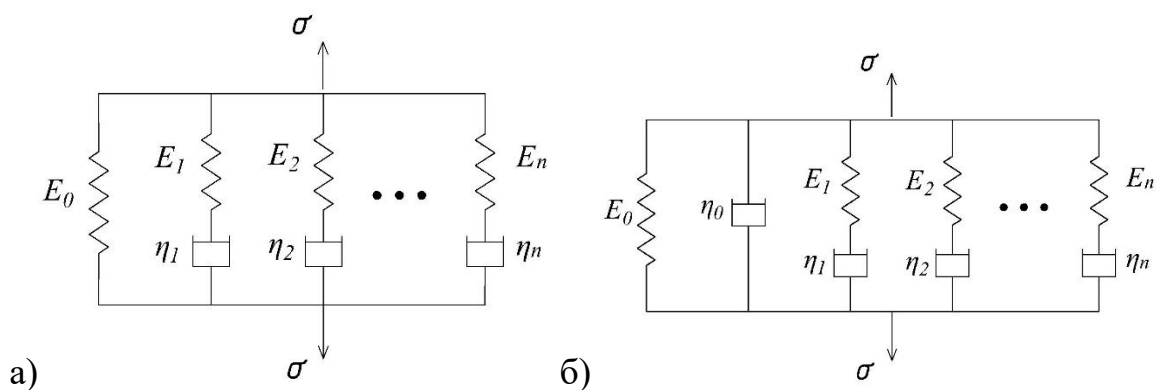 σ
E₀ E₁ E₂ Eₙ
η₁ η₂ ηₙ
σ
а)
σ
E₀ η₀ E₁ E₂ Eₙ
η₁ η₂ ηₙ
σ
б)